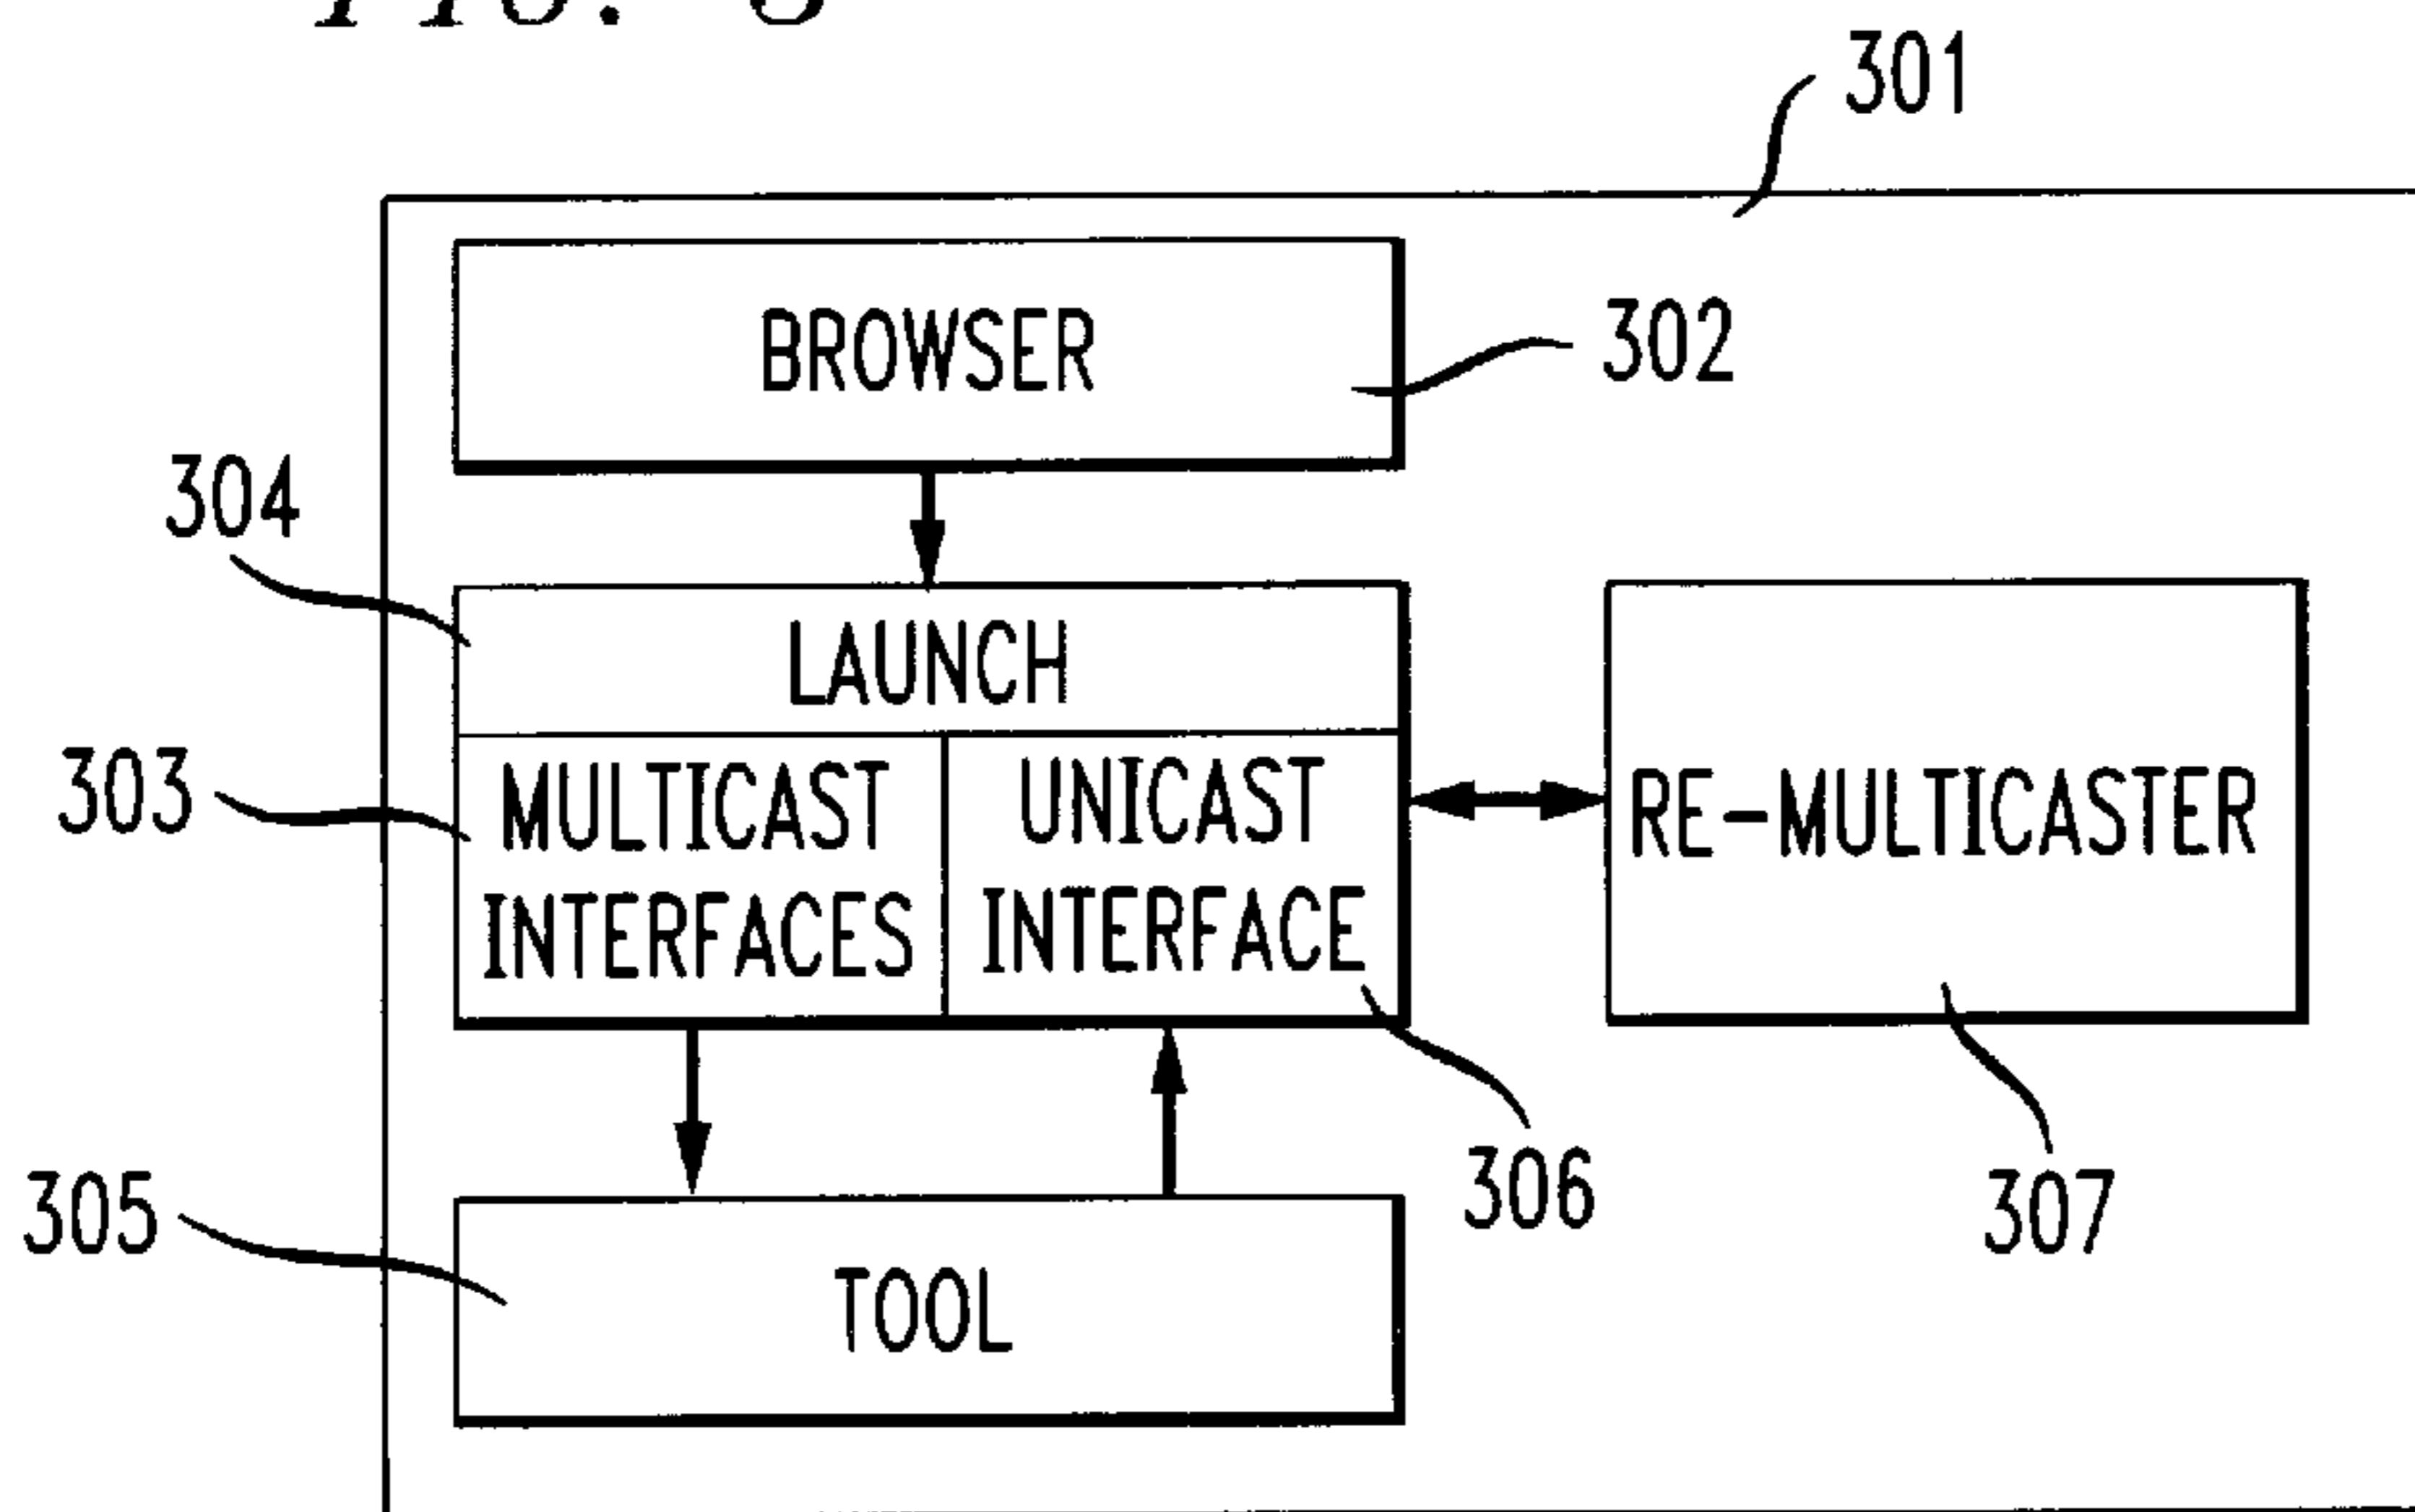 301
BROWSER
302
304
LAUNCH
303
MULTICAST
INTERFACES
UNICAST
INTERFACE
RE-MULTICASTER
305
306
307
TOOL